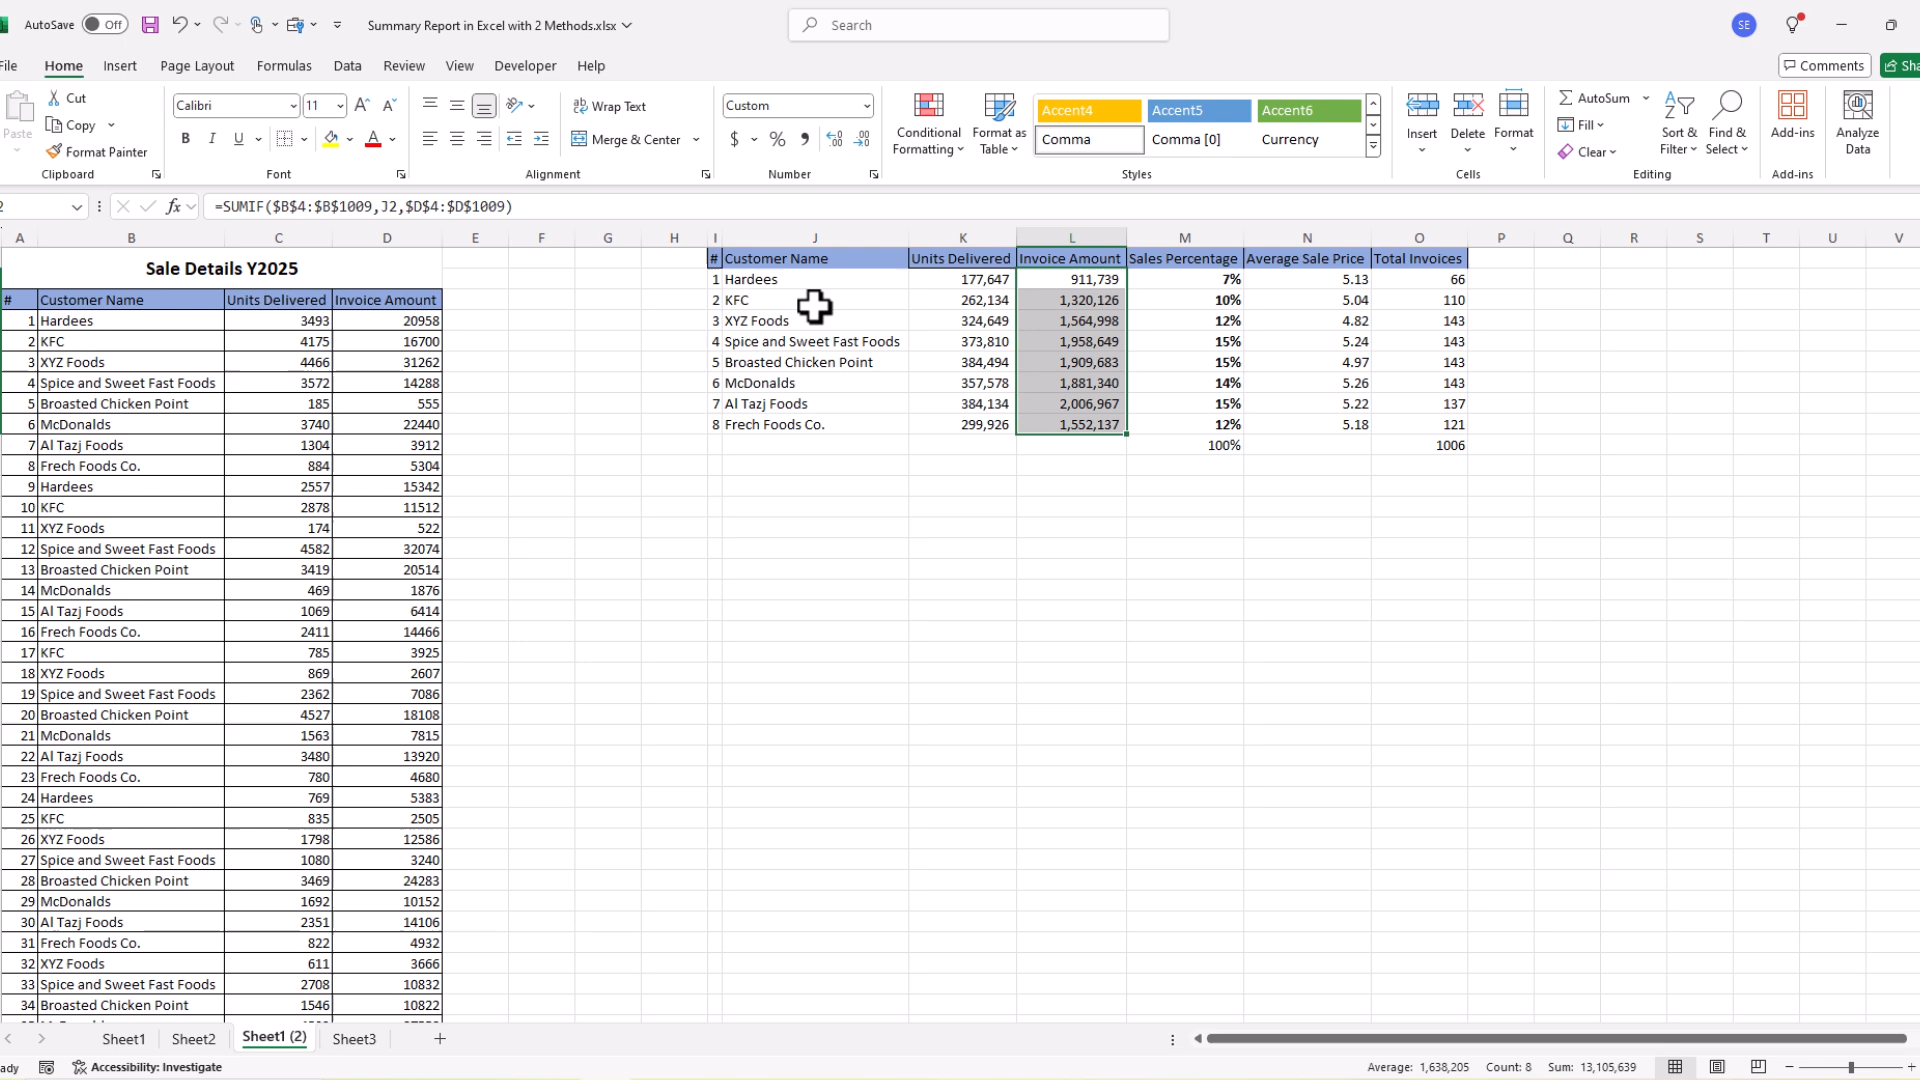 AutoSave Off Summary Report in Excel with 2 Methods.xlsx Search SE
File Home Insert Page Layout Formulas Data Review View Developer Help Comments Sha
Paste Cut Copy Format Painter Clipboard
Calibri 11 B I U A A A Font
Wrap Text Merge & Center Alignment
Custom $ % Number
Conditional Formatting Format as Table Accent4 Accent5 Accent6 Comma Comma [0] Currency Styles
Insert Delete Format Cells
AutoSum Fill Clear Sort & Filter Find & Select Editing
Add-ins Add-ins
Analyze Data
2 fx =SUMIF($B$4:$B$1009,J2,$D$4:$D$1009)
A B C D E F G H I J K L M N O P Q R S T U V
Sale Details Y2025
# Customer Name Units Delivered Invoice Amount
1 Hardees 3493 20958
2 KFC 4175 16700
3 XYZ Foods 4466 31262
4 Spice and Sweet Fast Foods 3572 14288
5 Broasted Chicken Point 185 555
6 McDonalds 3740 22440
7 Al Tazj Foods 1304 3912
8 Frech Foods Co. 884 5304
9 Hardees 2557 15342
10 KFC 2878 11512
11 XYZ Foods 174 522
12 Spice and Sweet Fast Foods 4582 32074
13 Broasted Chicken Point 3419 20514
14 McDonalds 469 1876
15 Al Tazj Foods 1069 6414
16 Frech Foods Co. 2411 14466
17 KFC 785 3925
18 XYZ Foods 869 2607
19 Spice and Sweet Fast Foods 2362 7086
20 Broasted Chicken Point 4527 18108
21 McDonalds 1563 7815
22 Al Tazj Foods 3480 13920
23 Frech Foods Co. 780 4680
24 Hardees 769 5383
25 KFC 835 2505
26 XYZ Foods 1798 12586
27 Spice and Sweet Fast Foods 1080 3240
28 Broasted Chicken Point 3469 24283
29 McDonalds 1692 10152
30 Al Tazj Foods 2351 14106
31 Frech Foods Co. 822 4932
32 XYZ Foods 611 3666
33 Spice and Sweet Fast Foods 2708 10832
34 Broasted Chicken Point 1546 10822
# Customer Name Units Delivered Invoice Amount Sales Percentage Average Sale Price Total Invoices
1 Hardees 177,647 911,739 7% 5.13 66
2 KFC 262,134 1,320,126 10% 5.04 110
3 XYZ Foods 324,649 1,564,998 12% 4.82 143
4 Spice and Sweet Fast Foods 373,810 1,958,649 15% 5.24 143
5 Broasted Chicken Point 384,494 1,909,683 15% 4.97 143
6 McDonalds 357,578 1,881,340 14% 5.26 143
7 Al Tazj Foods 384,134 2,006,967 15% 5.22 137
8 Frech Foods Co. 299,926 1,552,137 12% 5.18 121
100% 1006
Sheet1 Sheet2 Sheet1 (2) Sheet3
ady Accessibility: Investigate Average: 1,638,205 Count: 8 Sum: 13,105,639